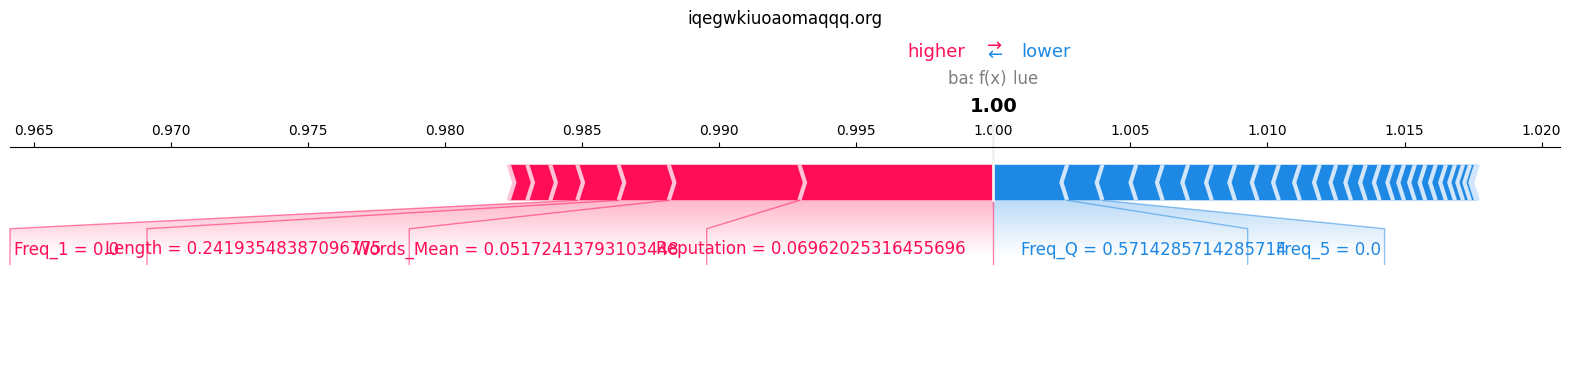 iqegwkiuoaomaqqq.org
higher → ← lower
f(x)
1.00
0.965 0.970 0.975 0.980 0.985 0.990 0.995 1.000 1.005 1.010 1.015 1.020
Freq_1 = 0.0 Length = 0.24193548387096775 Words_Mean = 0.05172413793103448 Reputation = 0.06962025316455696 Freq_Q = 0.5714285714285714 Freq_5 = 0.0